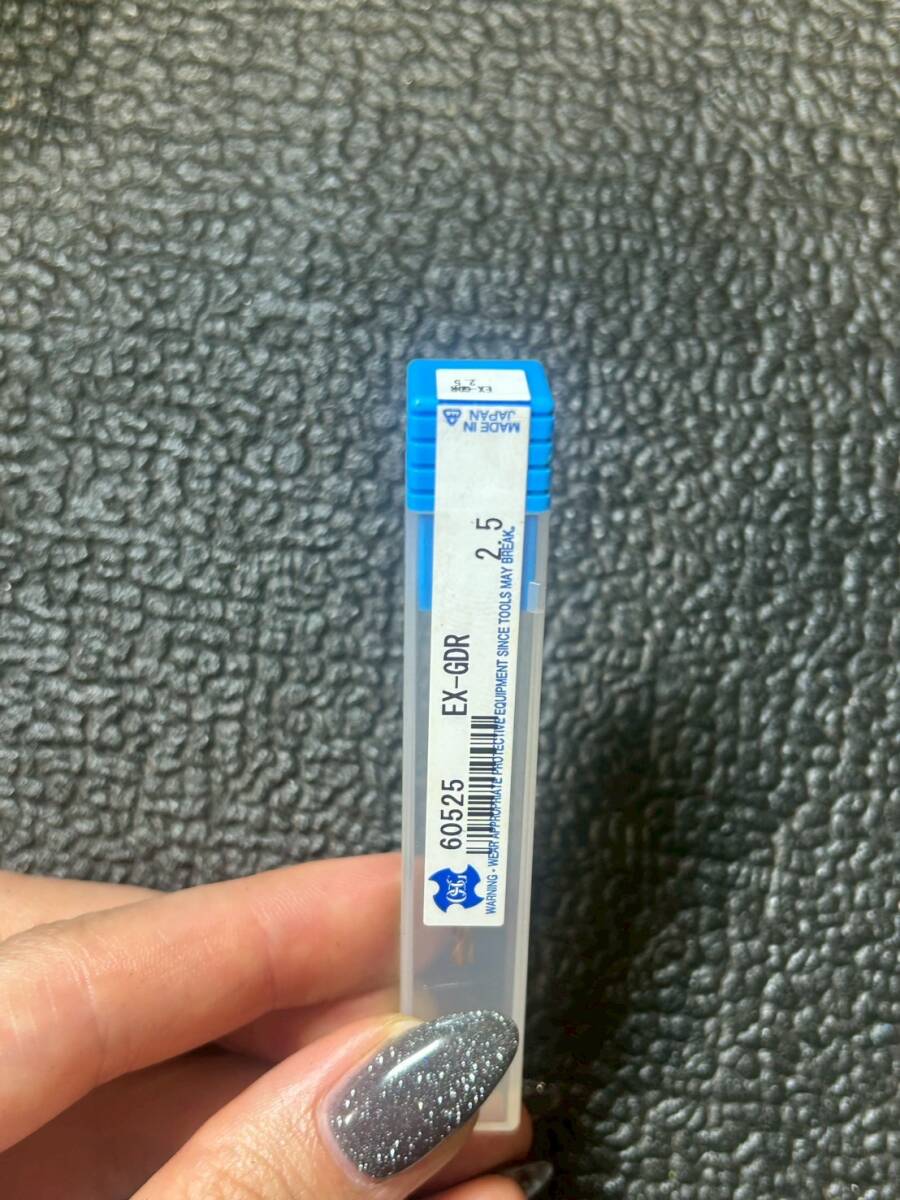 EX-GDR
2.5
MADE IN
JAPAN
60525 EX-GDR 2.5
WARNING - WEAR APPROPRIATE PROTECTIVE EQUIPMENT SINCE TOOLS MAY BREAK.
OSG